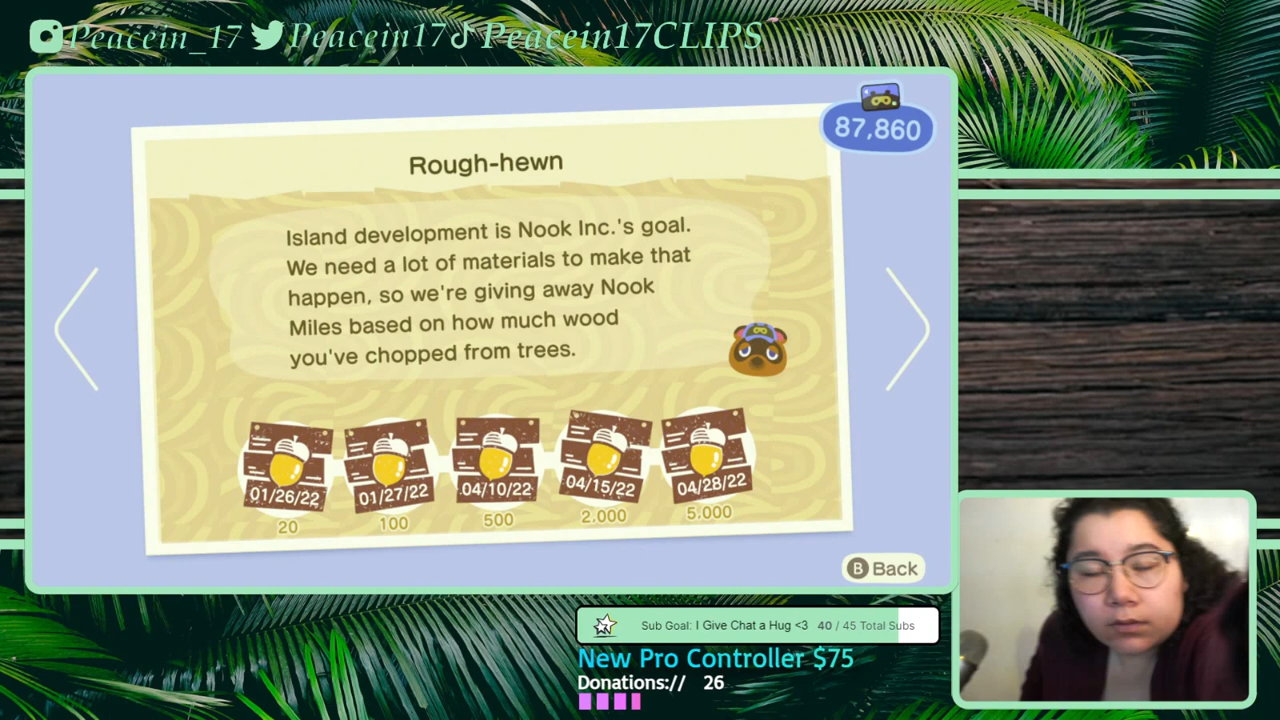 Peacein_17 Peacein17 Peacein17CLIPS
87,860
Rough-hewn
Island development is Nook Inc.'s goal.
We need a lot of materials to make that
happen, so we're giving away Nook
Miles based on how much wood
you've chopped from trees.
01/26/22 01/27/22 04/10/22 04/15/22 04/28/22
20 100 500 2,000 5,000
B Back
Sub Goal: I Give Chat a Hug <3 40 / 45 Total Subs
New Pro Controller $75
Donations:// 26